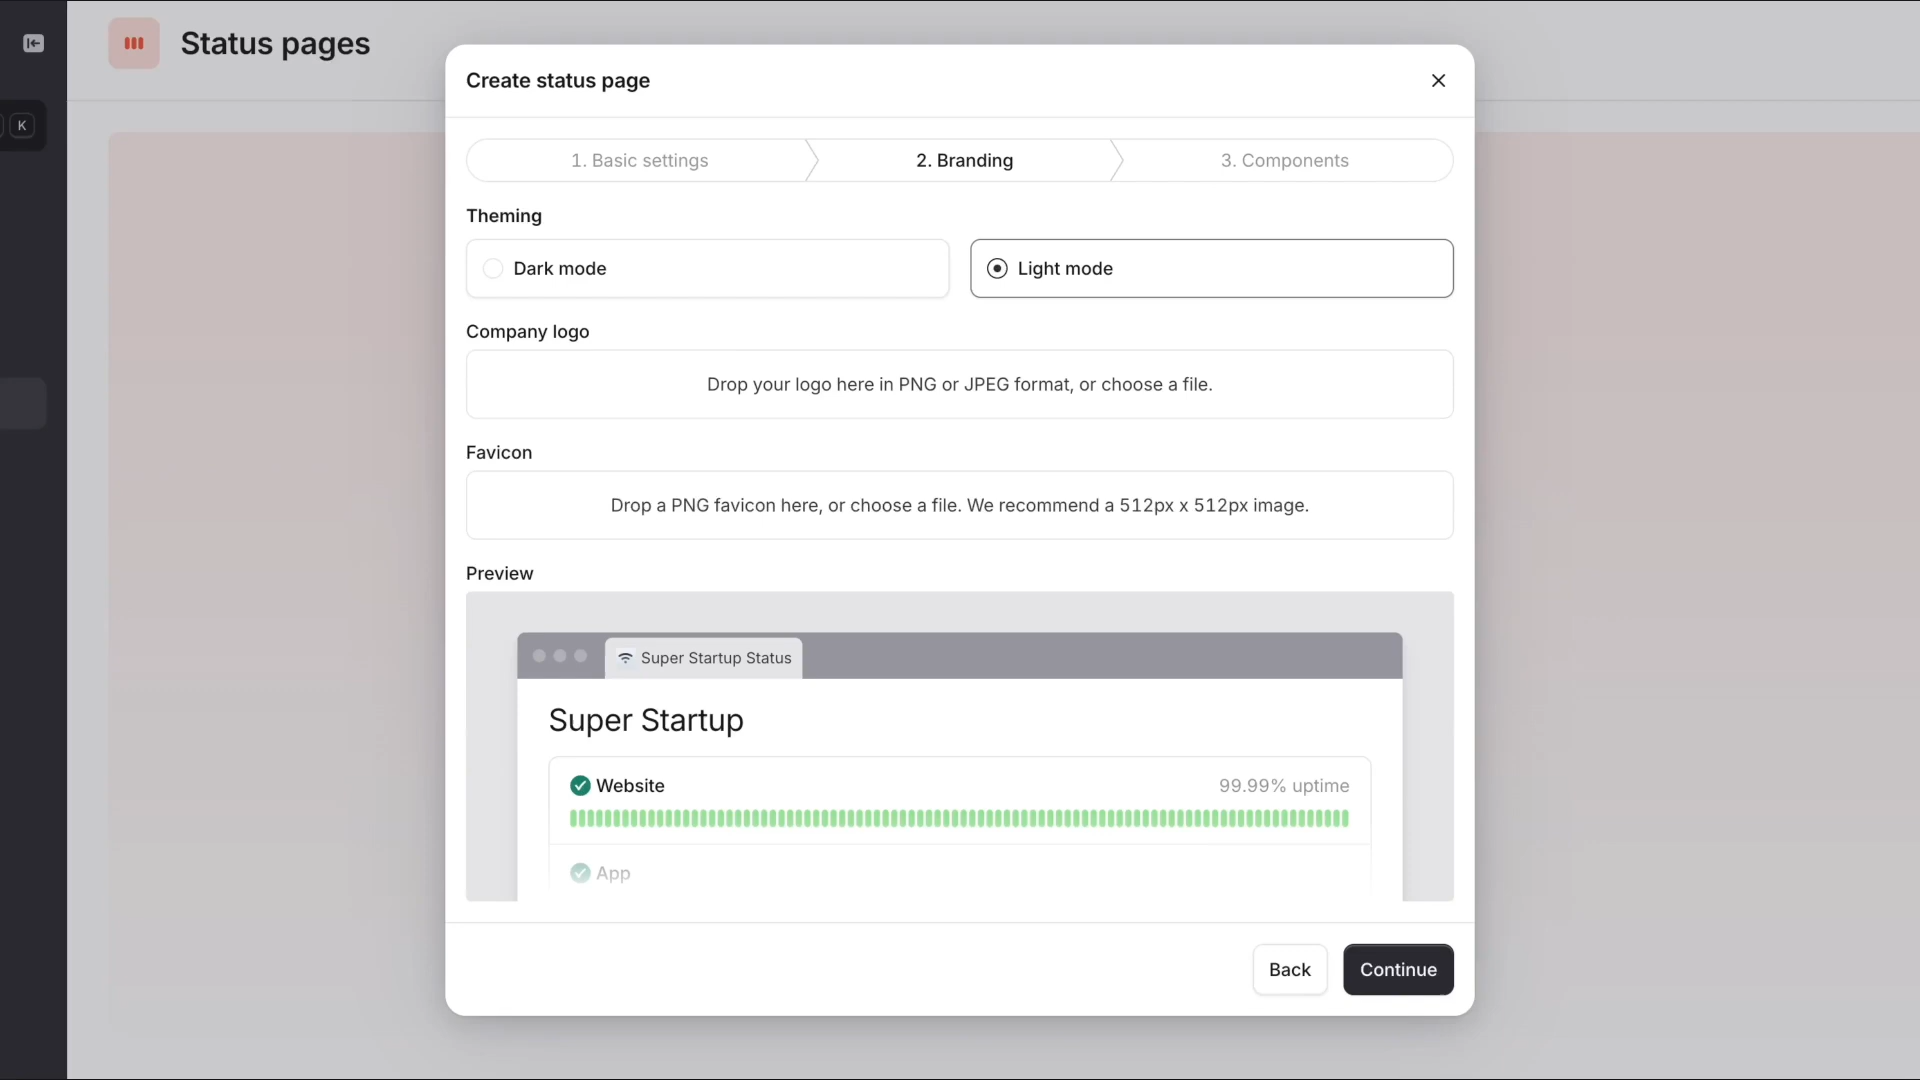 Status pages
K
Create status page
1. Basic settings
2. Branding
3. Components
Theming
Dark mode
Light mode
Company logo
Drop your logo here in PNG or JPEG format, or choose a file.
Favicon
Drop a PNG favicon here, or choose a file. We recommend a 512px x 512px image.
Preview
Super Startup Status
Super Startup
Website
99.99% uptime
App
Back
Continue